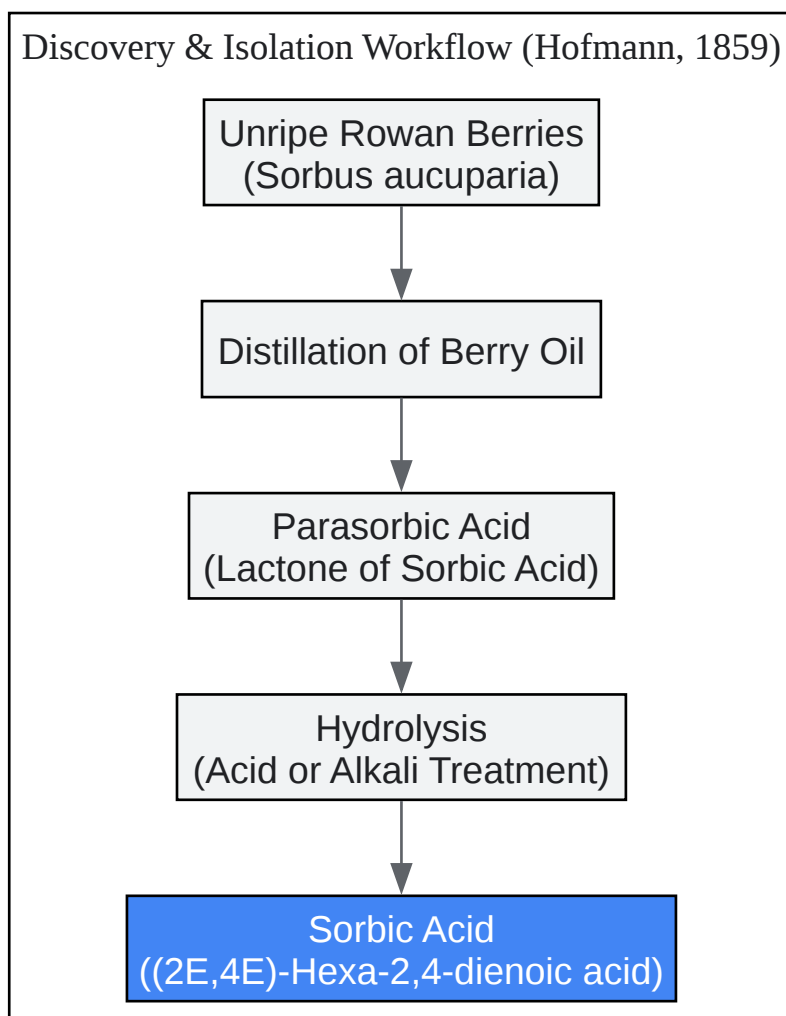 Discovery & Isolation Workflow (Hofmann, 1859)
Unripe Rowan Berries
(Sorbus aucuparia)
Distillation of Berry Oil
Parasorbic Acid
(Lactone of Sorbic Acid)
Hydrolysis
(Acid or Alkali Treatment)
Sorbic Acid
((2E,4E)-Hexa-2,4-dienoic acid)